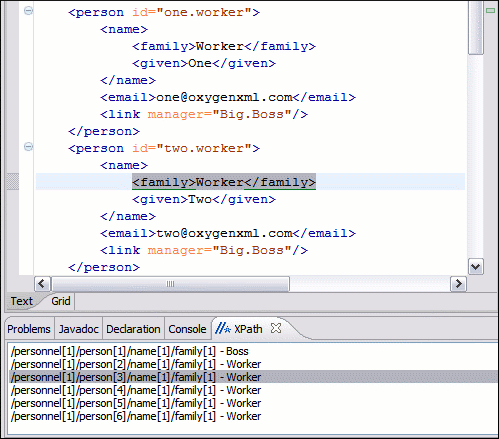 <person id="one.worker">
<name>
<family>Worker</family>
<given>One</given>
</name>
<email>one@oxygenxml.com</email>
<link manager="Big.Boss"/>
</person>
<person id="two.worker">
<name>
<family>Worker</family>
<given>Two</given>
</name>
<email>two@oxygenxml.com</email>
<link manager="Big.Boss"/>
</person>
Text Grid
Problems Javadoc Declaration Console XPath
/personnel[1]/person[1]/name[1]/family[1] - Boss
/personnel[1]/person[2]/name[1]/family[1] - Worker
/personnel[1]/person[3]/name[1]/family[1] - Worker
/personnel[1]/person[4]/name[1]/family[1] - Worker
/personnel[1]/person[5]/name[1]/family[1] - Worker
/personnel[1]/person[6]/name[1]/family[1] - Worker